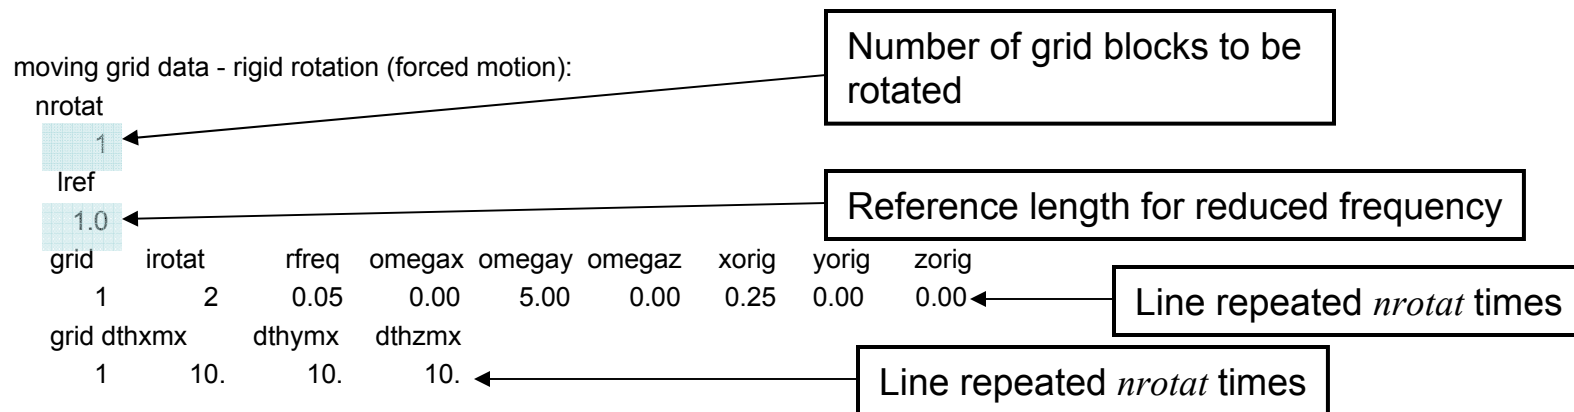 Number of grid blocks to be
rotated
moving grid data - rigid rotation (forced motion):
nrotat
1
lref
1.0
Reference length for reduced frequency
grid irotat rfreq omegax omegay omegaz xorig yorig zorig
1 2 0.05 0.00 5.00 0.00 0.25 0.00 0.00
Line repeated nrotat times
grid dthxmx dthymx dthzmx
1 10. 10. 10.
Line repeated nrotat times